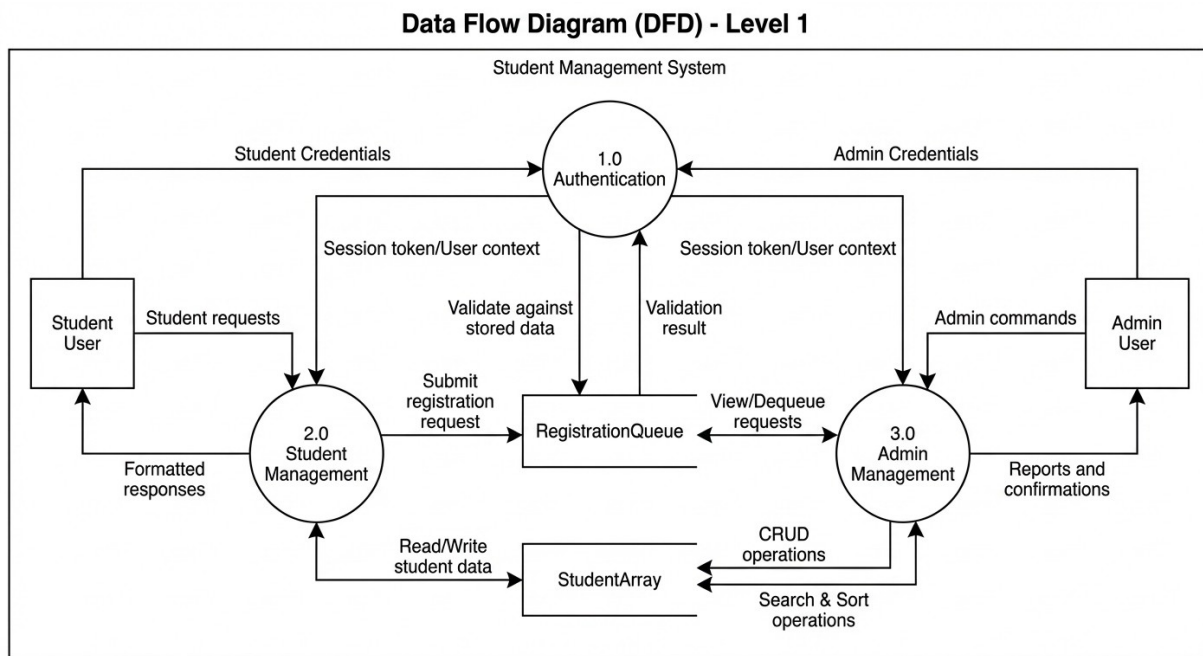 Data Flow Diagram (DFD) - Level 1
Student Management System
Student Credentials
1.0
Authentication
Admin Credentials
Session token/User context
Session token/User context
Validate against
stored data
Validation
result
Student
User
Student requests
Admin commands
Admin
User
Submit
registration
request
RegistrationQueue
View/Dequeue
requests
2.0
Student
Management
3.0
Admin
Management
Formatted
responses
Reports and
confirmations
Read/Write
student data
StudentArray
CRUD
operations
Search & Sort
operations